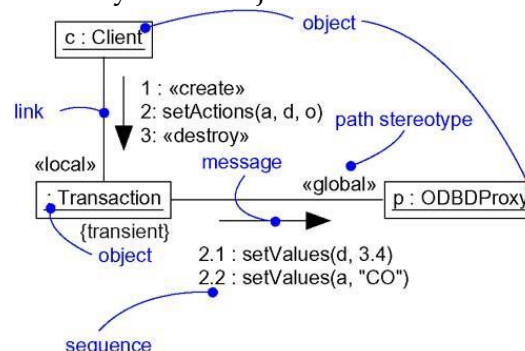 object
c : Client
1 : «create»
2: setActions(a, d, o)
3: «destroy»
link
path stereotype
«local»
message
«global»
: Transaction
p : ODBDProxy
{transient}
object
2.1 : setValues(d, 3.4)
2.2 : setValues(a, "CO")
sequence